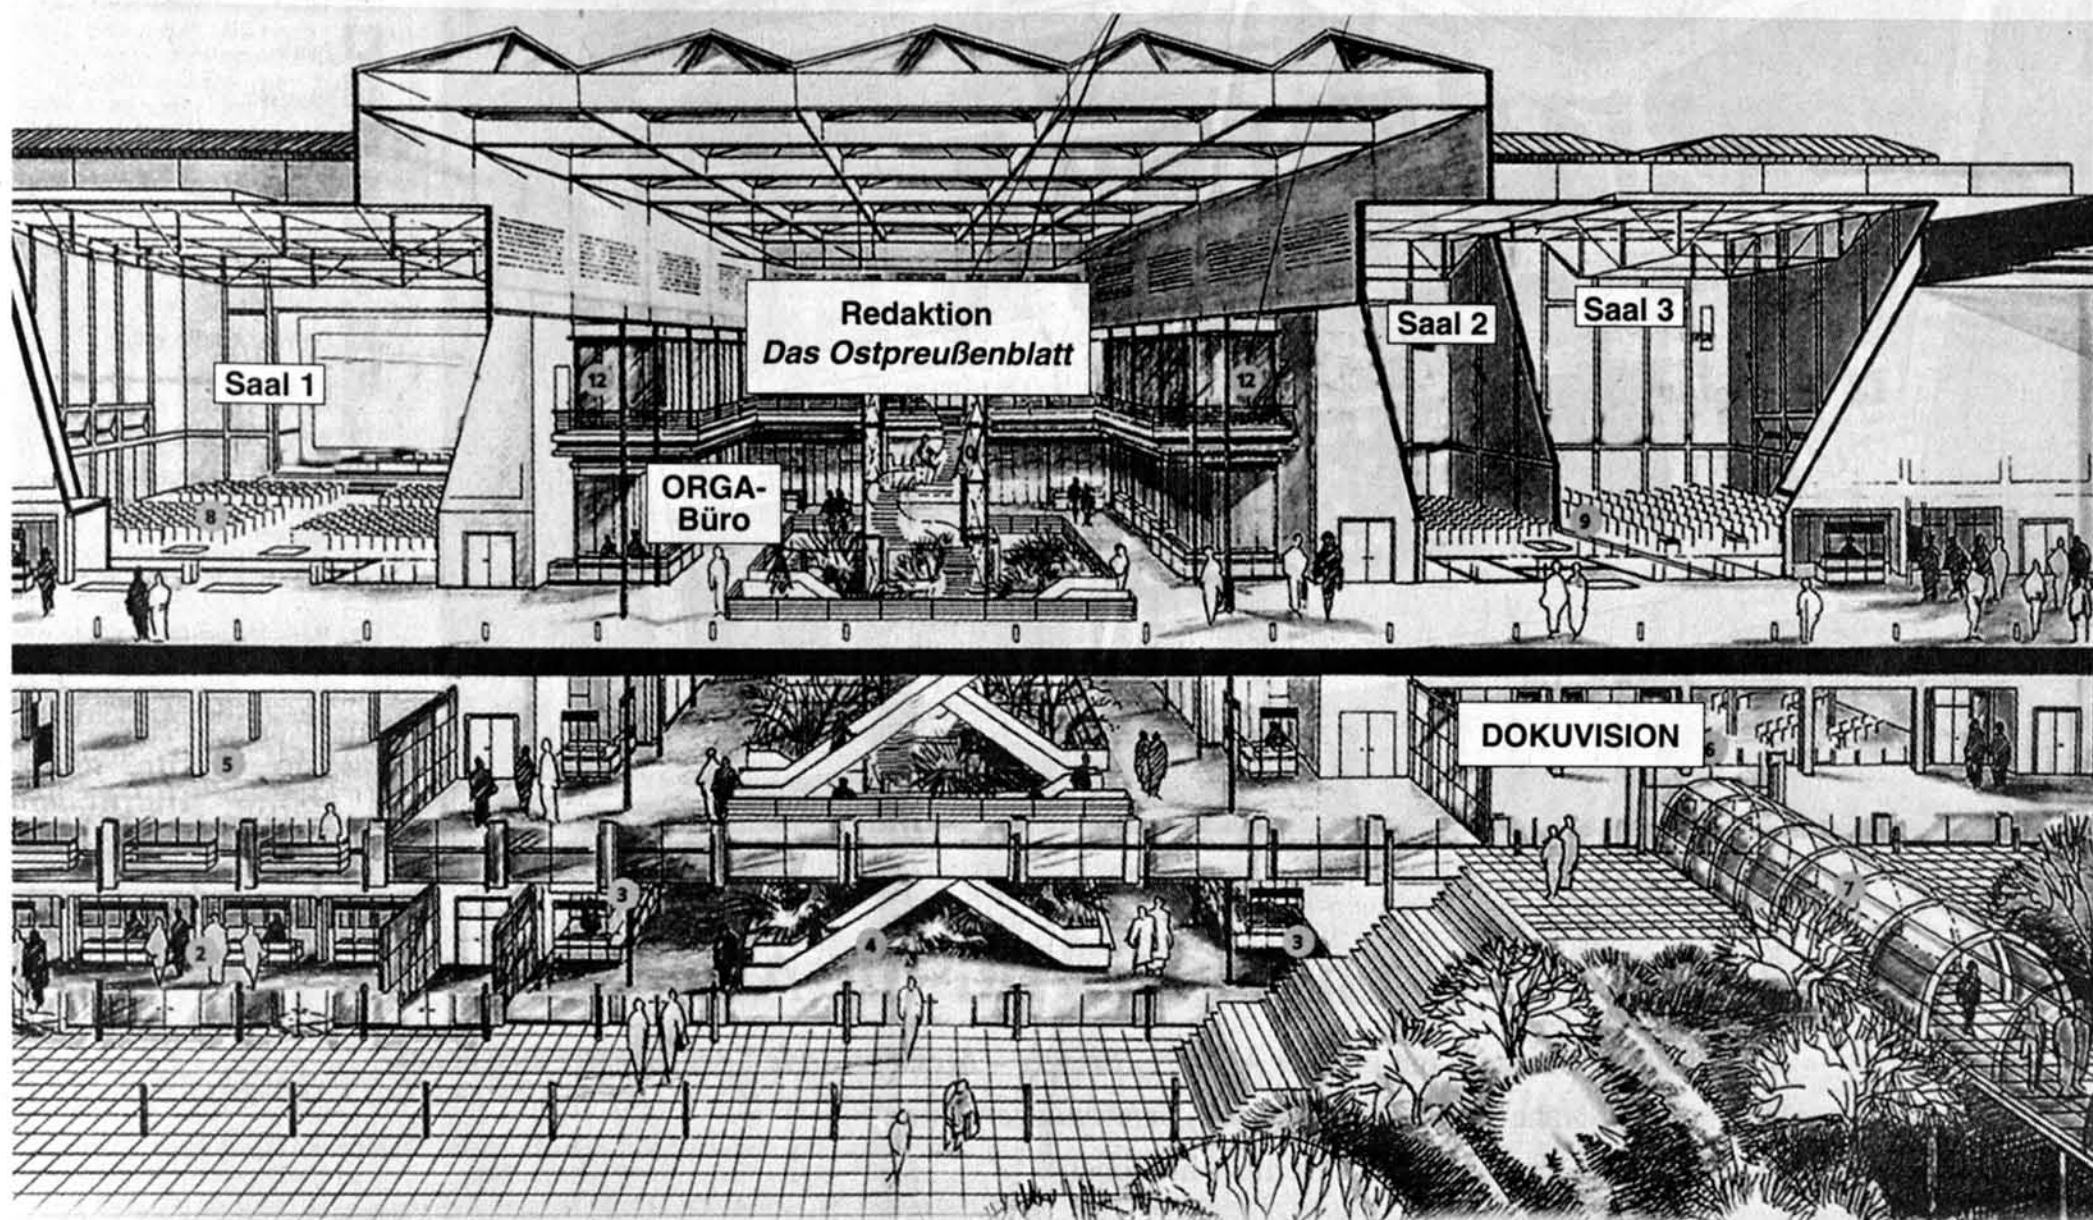 Redaktion
Das Ostpreußenblatt
Saal 2
Saal 3
Saal 1
12
12
ORGA-
Büro
8
9
DOKUVISION
6
5
7
3
2
4
3